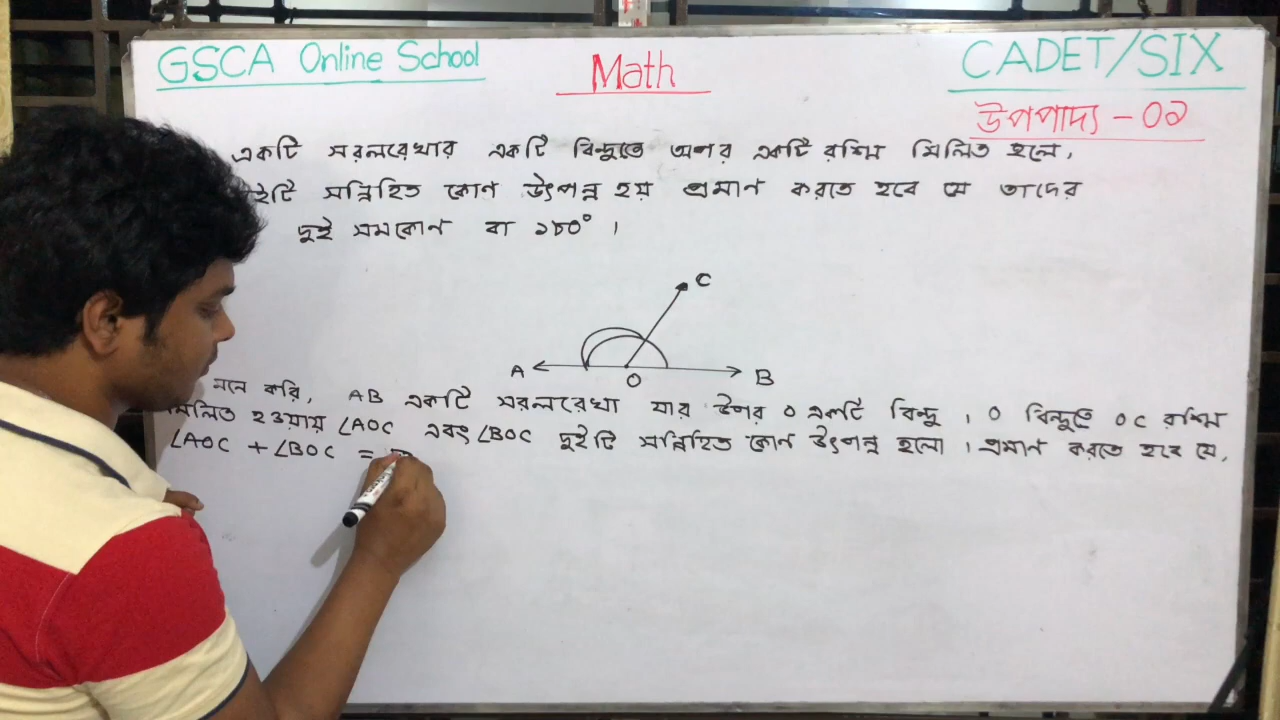 GSCA Online School
Math
CADET/SIX
উপপাদ্য - ০২
একটি সরলরেখার একটি বিন্দুতে অপর একটি রশ্মি মিলিত হলে,
সন্নিহিত কোণ উৎপন্ন হয় প্রমাণ করতে হবে যে তাদের
দুই সমকোণ বা ১৮০° ।
C
A
O
B
মনে করি, AB একটি সরলরেখা যার উপর O একটি বিন্দু । O বিন্দুতে OC রশ্মি
মিলিত হওয়ায় ∠AOC এবং ∠BOC দুইটি সন্নিহিত কোণ উৎপন্ন হলো । প্রমাণ করতে হবে যে,
∠AOC + ∠BOC =